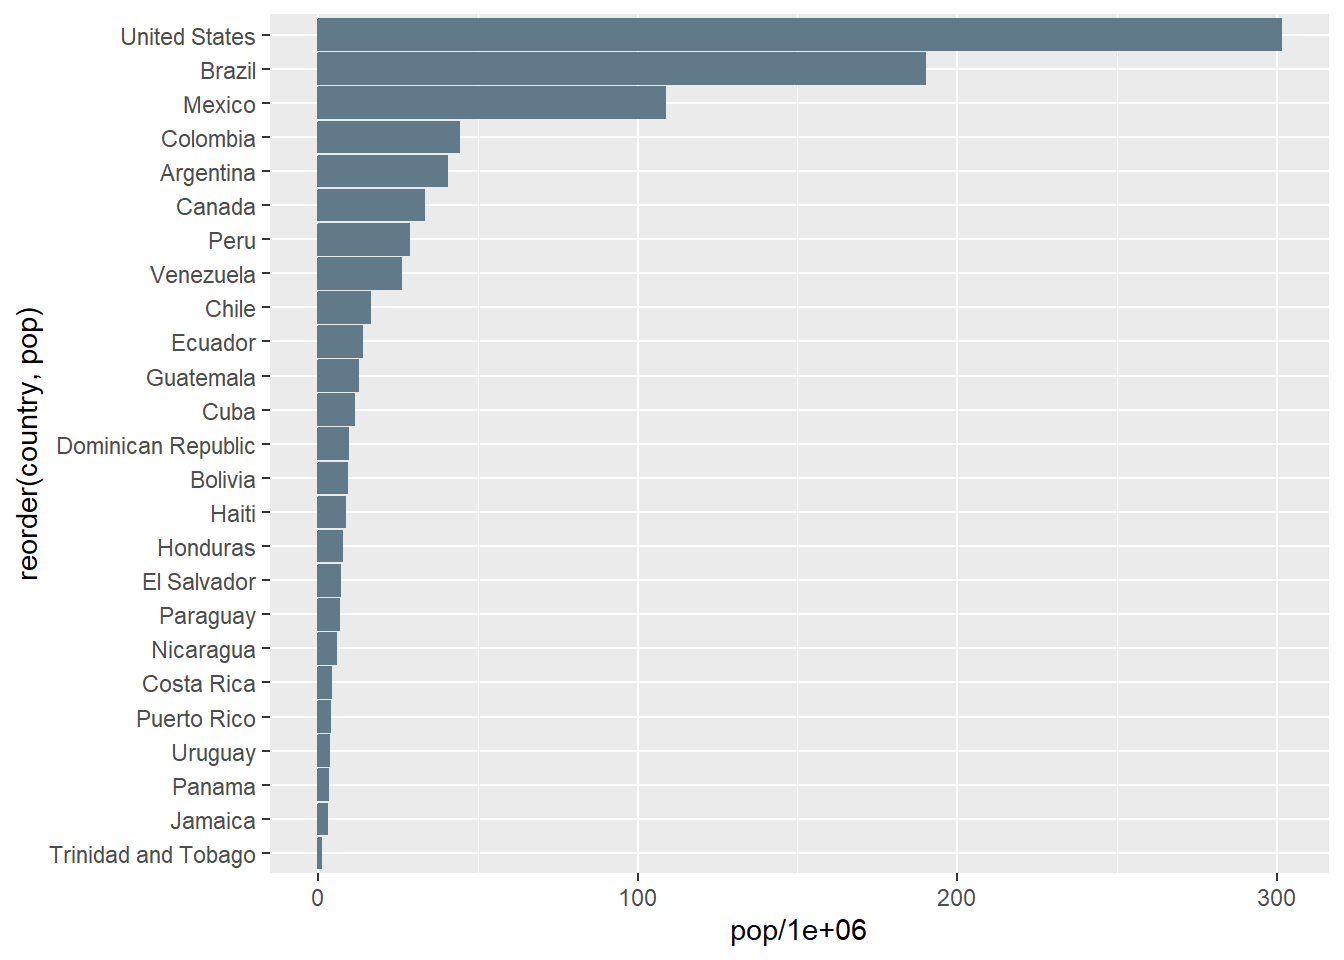 United States
Brazil
Mexico
Colombia
Argentina
Canada
Peru
Venezuela
Chile
Ecuador
Guatemala
Cuba
Dominican Republic
Bolivia
Haiti
Honduras
El Salvador
Paraguay
Nicaragua
Costa Rica
Puerto Rico
Uruguay
Panama
Jamaica
Trinidad and Tobago
reorder(country, pop)
0 100 200 300
pop/1e+06